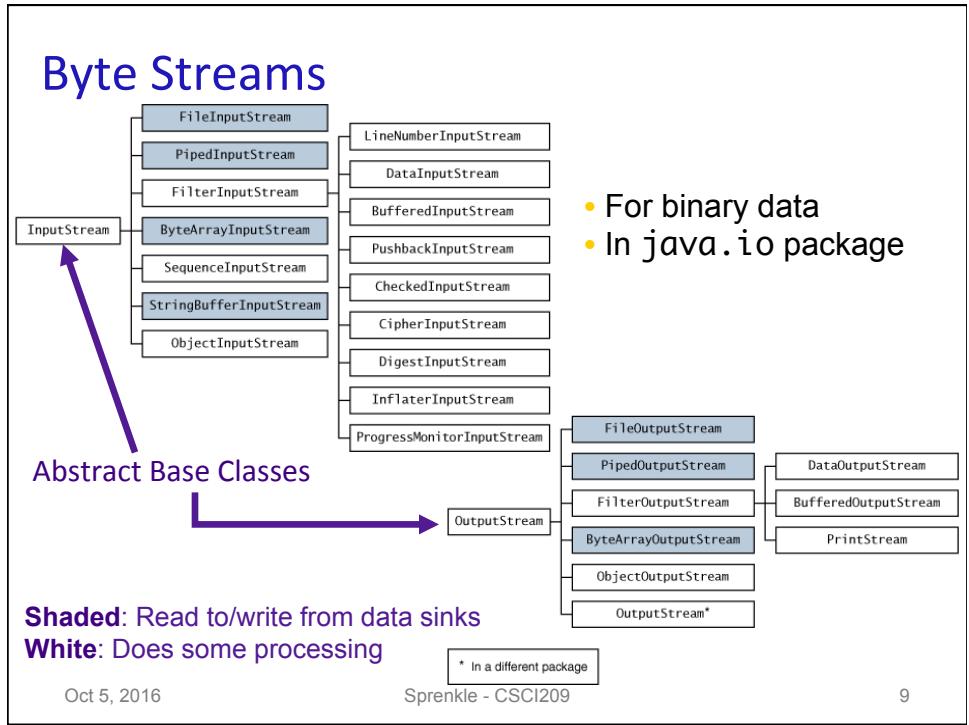 Byte Streams
FileInputStream
PipedInputStream
FilterInputStream
InputStream
ByteArrayInputStream
SequenceInputStream
StringBufferInputStream
ObjectInputStream
LineNumberInputStream
DataInputStream
BufferedInputStream
PushbackInputStream
CheckedInputStream
CipherInputStream
DigestInputStream
InflaterInputStream
ProgressMonitorInputStream
• For binary data
• In java.io package
Abstract Base Classes
FileOutputStream
PipedOutputStream
FilterOutputStream
OutputStream
ByteArrayOutputStream
ObjectOutputStream
OutputStream*
DataOutputStream
BufferedOutputStream
PrintStream
Shaded: Read to/write from data sinks
White: Does some processing
* In a different package
Oct 5, 2016
Sprenkle - CSCI209
9